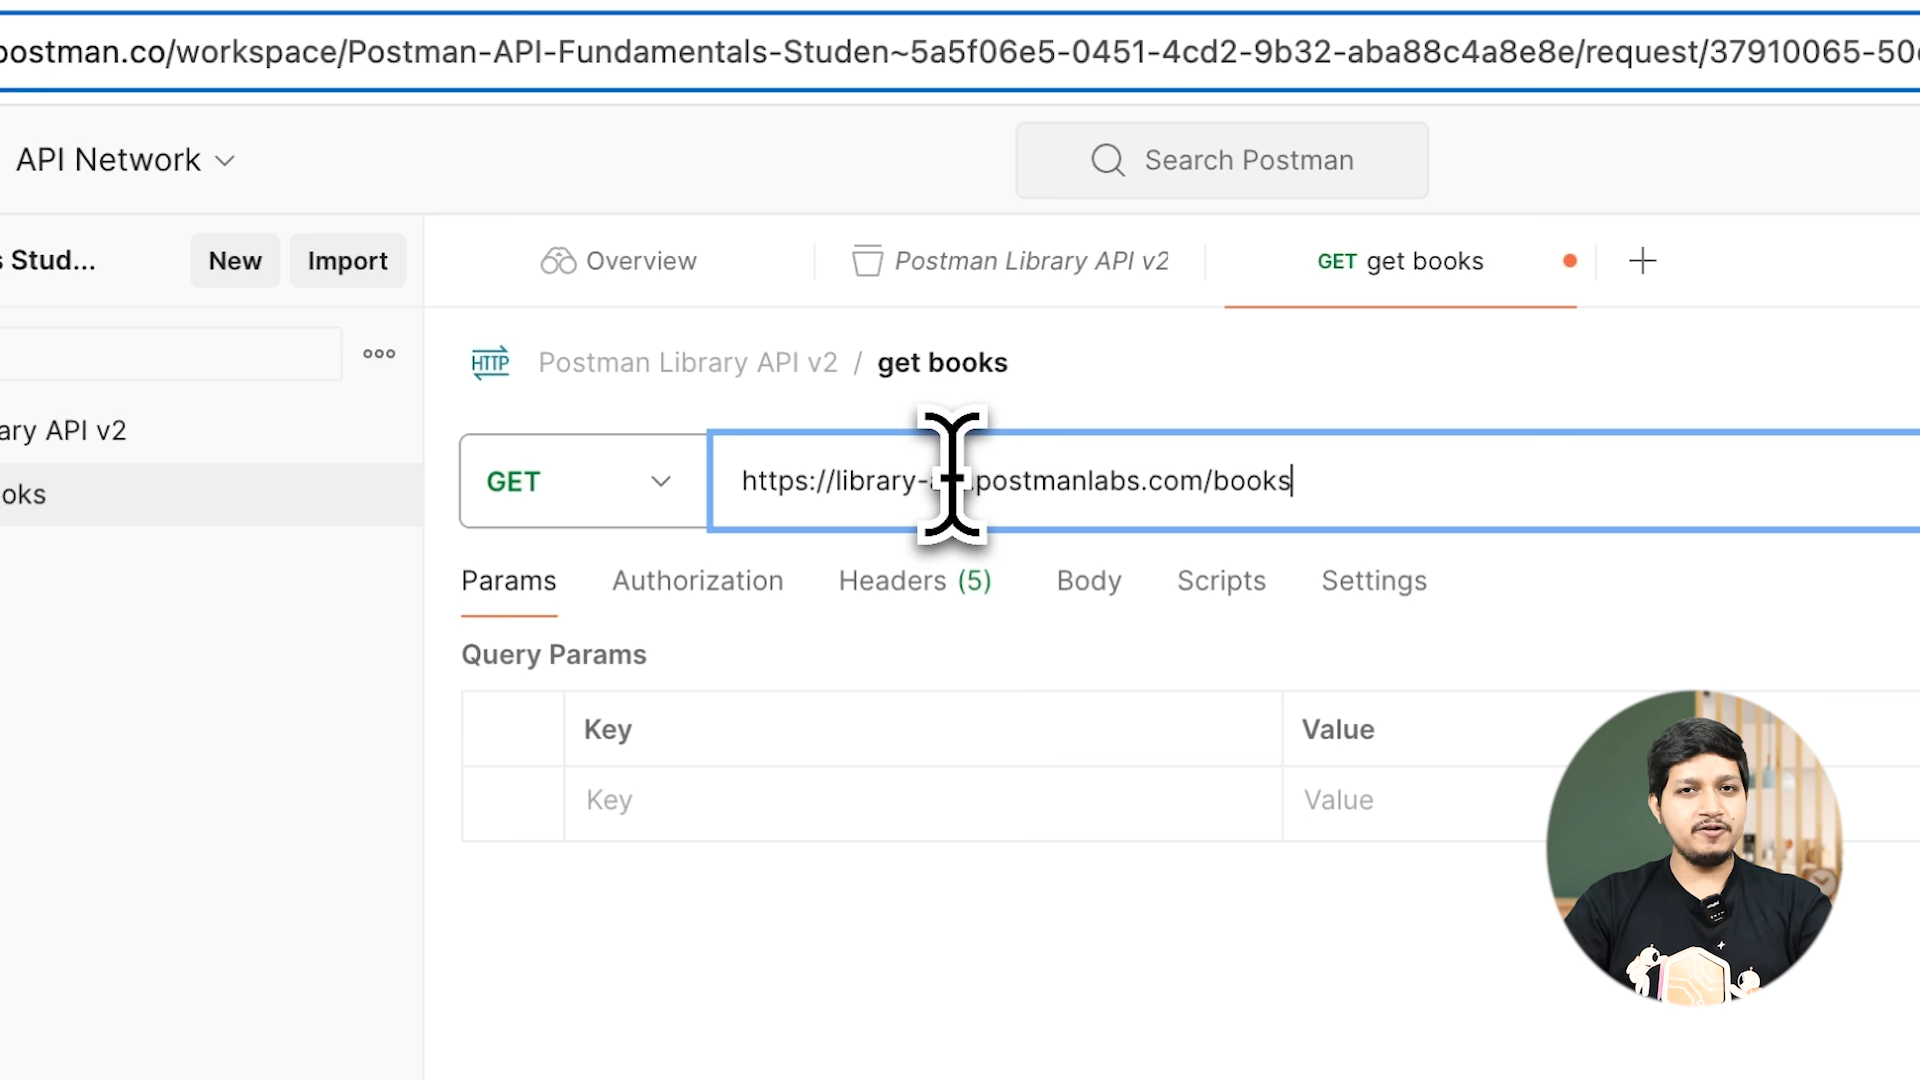 postman.co/workspace/Postman-API-Fundamentals-Studen~5a5f06e5-0451-4cd2-9b32-aba88c4a8e8e/request/37910065-50
API Network
Search Postman
s Stud...
New
Import
Overview
Postman Library API v2
GET get books
HTTP
Postman Library API v2 / get books
ary API v2
GET
https://library- .postmanlabs.com/books
oks
Params
Authorization
Headers (5)
Body
Scripts
Settings
Query Params
Key
Value
Key
Value